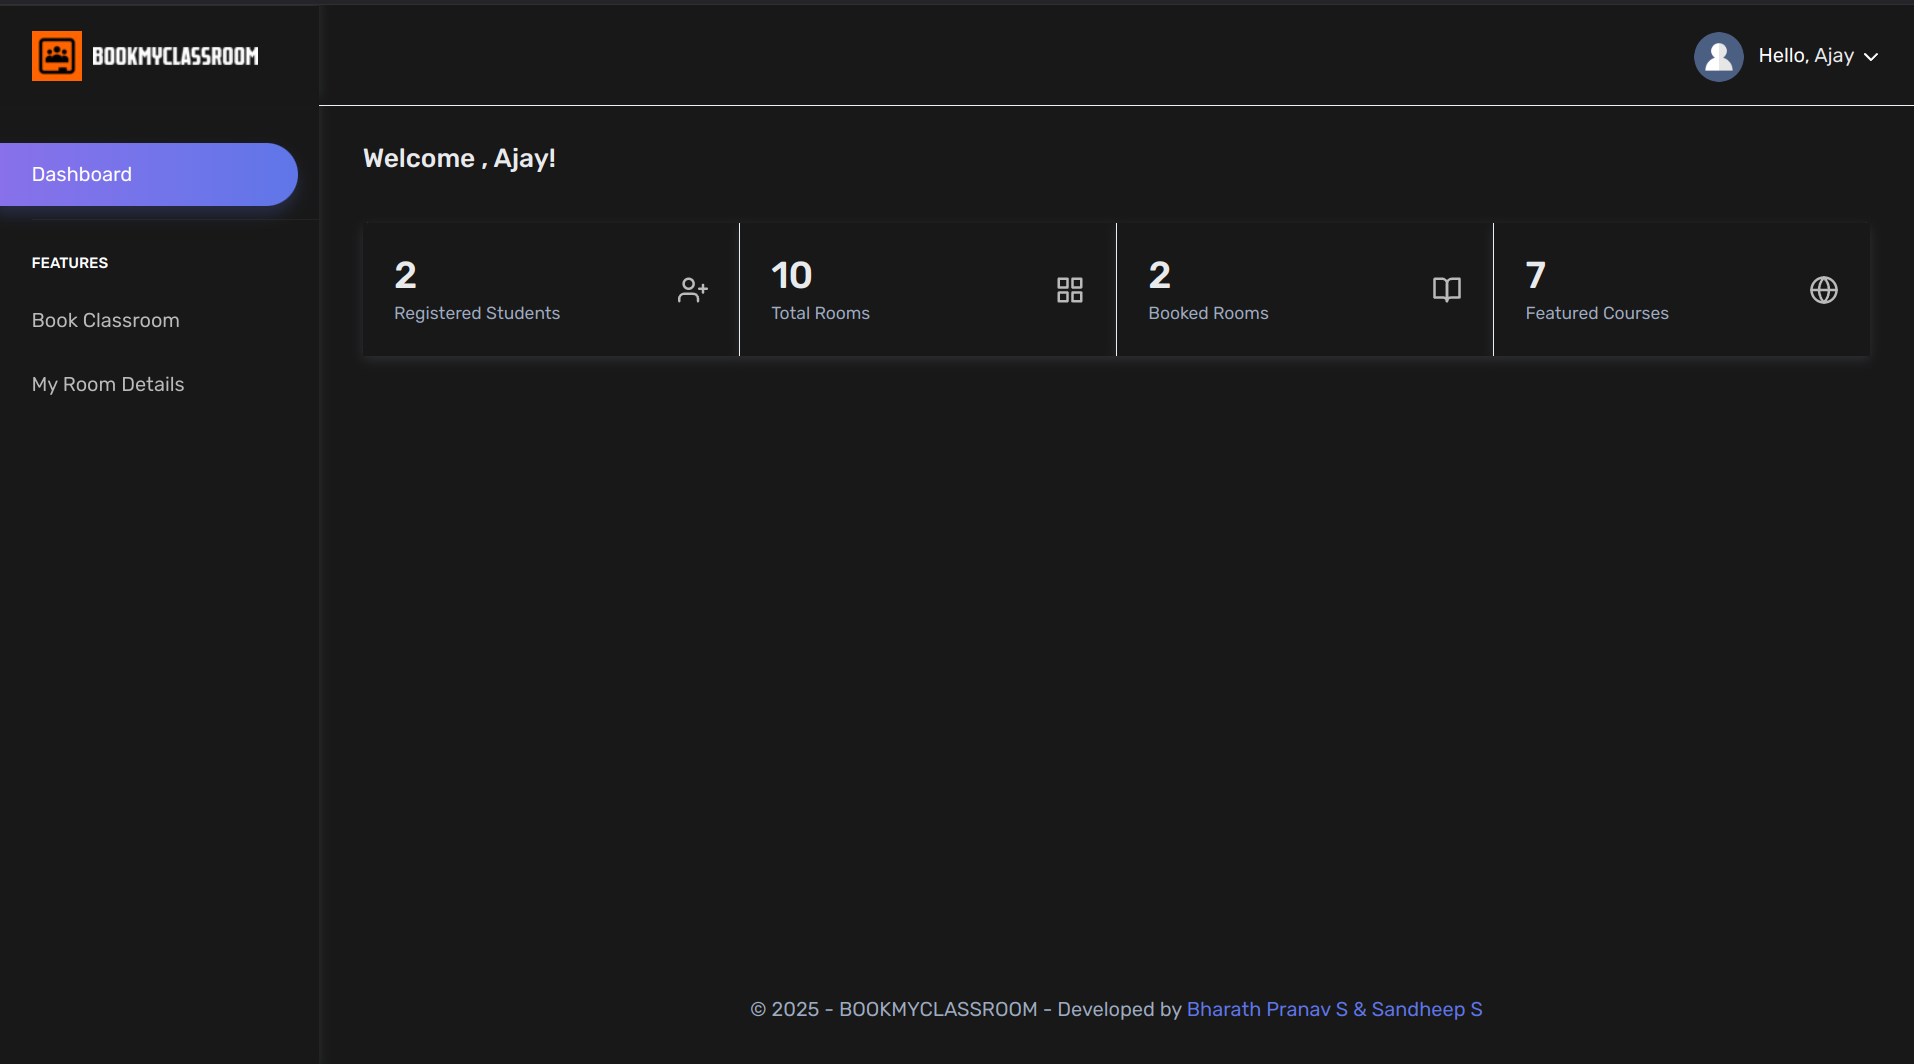 BOOKMYCLASSROOM
Hello, Ajay
Dashboard
FEATURES
Book Classroom
My Room Details
Welcome , Ajay!
2
Registered Students
10
Total Rooms
2
Booked Rooms
7
Featured Courses
© 2025 - BOOKMYCLASSROOM - Developed by Bharath Pranav S & Sandheep S